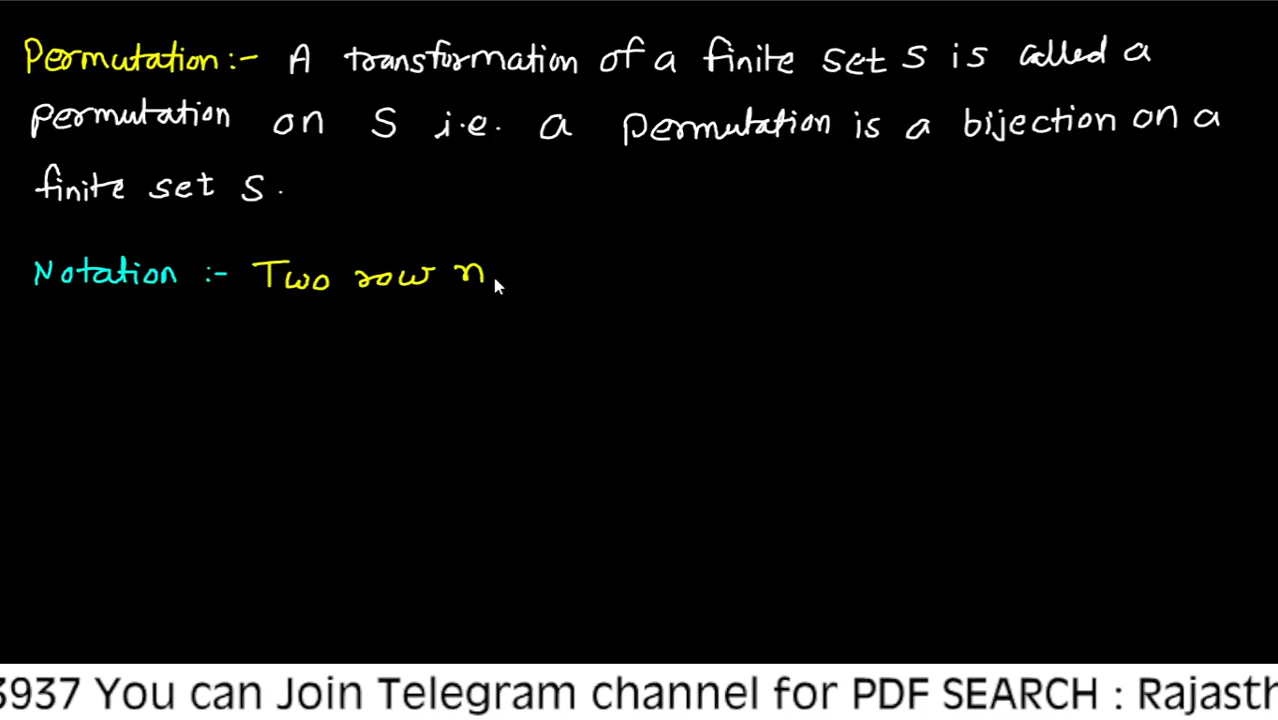 Permutation :- A transformation of a finite set S is called a
permutation on S i.e. a permutation is a bijection on a
finite set S.
Notation :- Two row n
3937 You can Join Telegram channel for PDF SEARCH : Rajasth